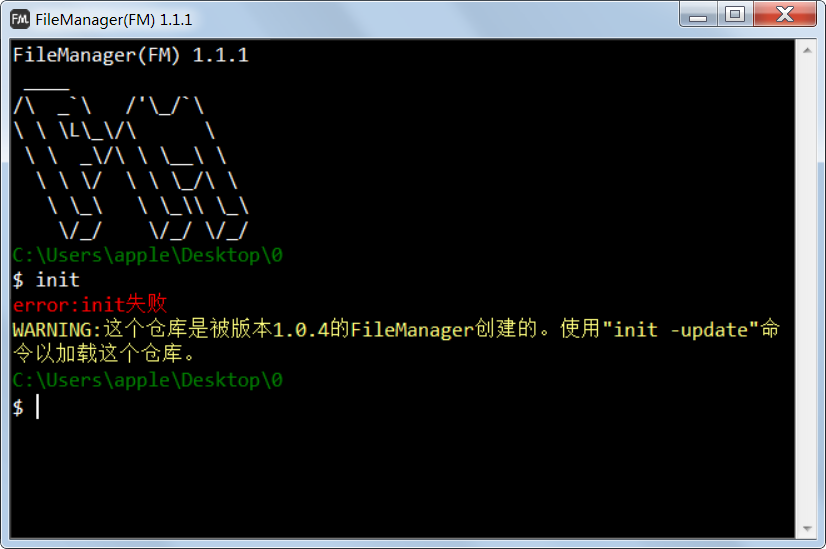 FM FileManager(FM) 1.1.1
FileManager(FM) 1.1.1
C:\Users\apple\Desktop\0
$ init
error:init失败
WARNING:这个仓库是被版本1.0.4的FileManager创建的。使用"init -update"命
令以加载这个仓库。
C:\Users\apple\Desktop\0
$